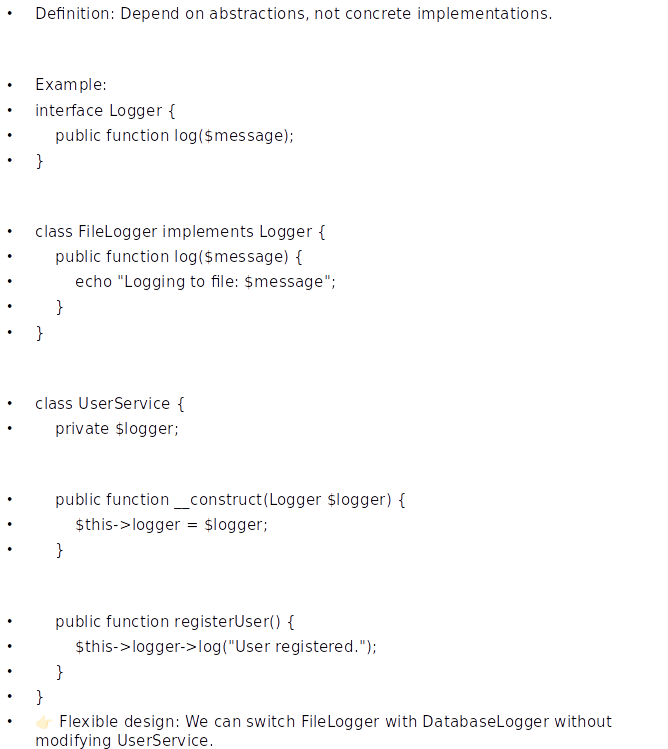 • Definition: Depend on abstractions, not concrete implementations.
• Example:
• interface Logger {
•     public function log($message);
• }
• class FileLogger implements Logger {
•     public function log($message) {
•         echo "Logging to file: $message";
•     }
• }
• class UserService {
•     private $logger;
•     public function __construct(Logger $logger) {
•         $this->logger = $logger;
•     }
•     public function registerUser() {
•         $this->logger->log("User registered.");
•     }
• }
• 👉 Flexible design: We can switch FileLogger with DatabaseLogger without
modifying UserService.